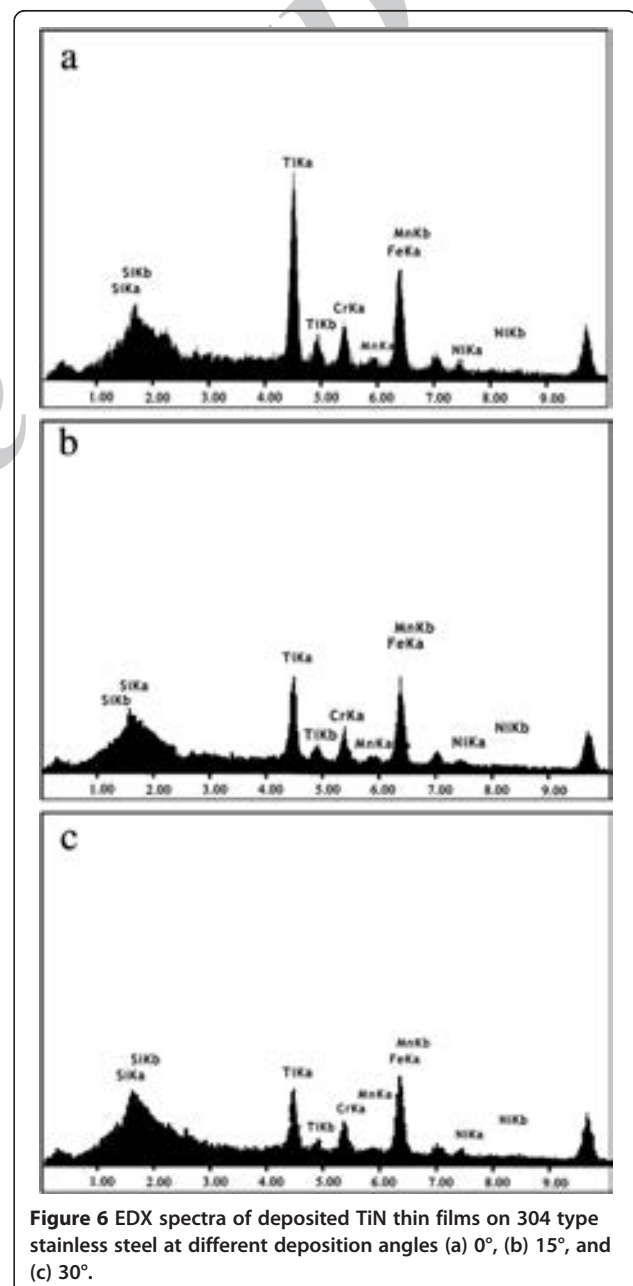 a
TiKa
MnKb
FeKa
SiKb
SiKa
CrKa
TiKb
MnKa
NiKa
NiKb
1.00 2.00 3.00 4.00 5.00 6.00 7.00 8.00 9.00
b
MnKb
FeKa
TiKa
SiKa
SiKb
CrKa
TiKb
MnKa
NiKa
NiKb
1.00 2.00 3.00 4.00 5.00 6.00 7.00 8.00 9.00
c
MnKb
FeKa
SiKb
SiKa
TiKa
MnKa
CrKa
TiKb
NiKa
NiKb
1.00 2.00 3.00 4.00 5.00 6.00 7.00 8.00 9.00
Figure 6 EDX spectra of deposited TiN thin films on 304 type
stainless steel at different deposition angles (a) 0°, (b) 15°, and
(c) 30°.